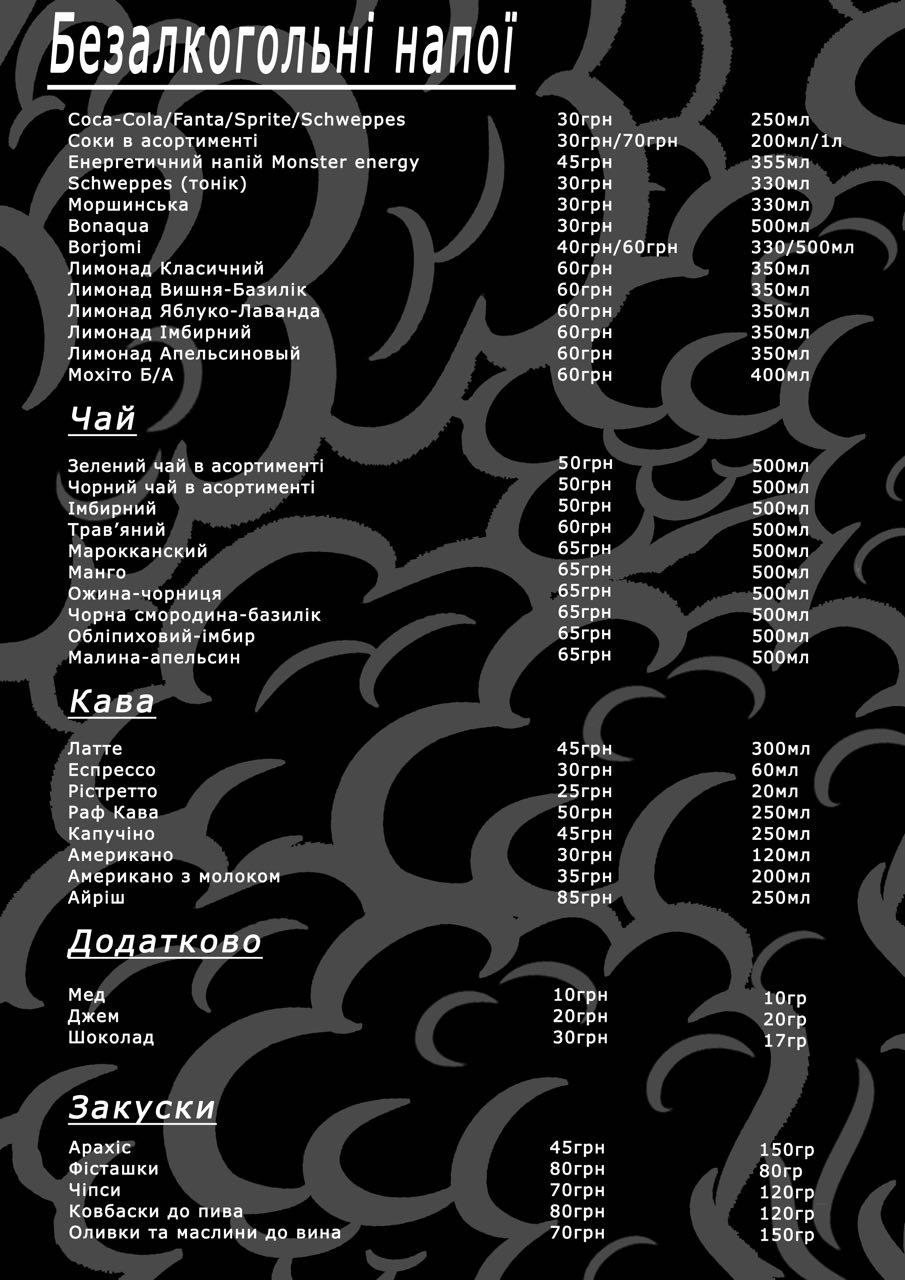 Безалкогольні напої
Coca-Cola/Fanta/Sprite/Schweppes 30грн 250мл
Соки в асортименті 30грн/70грн 200мл/1л
Енергетичний напій Monster energy 45грн 355мл
Schweppes (тонік) 30грн 330мл
Моршинська 30грн 330мл
Bonaqua 30грн 500мл
Borjomi 40грн/60грн 330/500мл
Лимонад Класичний 60грн 350мл
Лимонад Вишня-Базилік 60грн 350мл
Лимонад Яблуко-Лаванда 60грн 350мл
Лимонад Імбирний 60грн 350мл
Лимонад Апельсиновый 60грн 350мл
Мохіто Б/А 60грн 400мл
Чай
Зелений чай в асортименті 50грн 500мл
Чорний чай в асортименті 50грн 500мл
Імбирний 50грн 500мл
Трав’яний 60грн 500мл
Марокканский 65грн 500мл
Манго 65грн 500мл
Ожина-чорниця 65грн 500мл
Чорна смородина-базилік 65грн 500мл
Обліпиховий-імбир 65грн 500мл
Малина-апельсин 65грн 500мл
Кава
Латте 45грн 300мл
Еспрессо 30грн 60мл
Рістретто 25грн 20мл
Раф Кава 50грн 250мл
Капучіно 45грн 250мл
Американо 30грн 120мл
Американо з молоком 35грн 200мл
Айріш 85грн 250мл
Додатково
Мед 10грн 10гр
Джем 20грн 20гр
Шоколад 30грн 17гр
Закуски
Арахіс 45грн 150гр
Фісташки 80грн 80гр
Чіпси 70грн 120гр
Ковбаски до пива 80грн 120гр
Оливки та маслини до вина 70грн 150гр